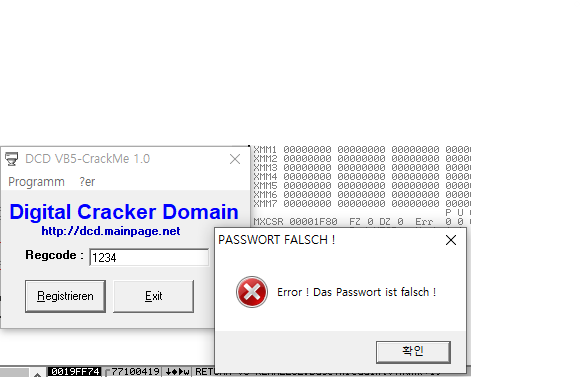 DCD VB5-CrackMe 1.0
Programm ?er
Digital Cracker Domain
http://dcd.mainpage.net
Regcode : 1234
Registrieren Exit
XMM1 00000000 00000000 00000000 0000
XMM2 00000000 00000000 00000000 0000
XMM3 00000000 00000000 00000000 0000
XMM4 00000000 00000000 00000000 0000
XMM5 00000000 00000000 00000000 0000
XMM6 00000000 00000000 00000000 0000
XMM7 00000000 00000000 00000000 0000
P U
MXCSR 00001F80 FZ 0 DZ 0 Err 0 0
PASSWORT FALSCH !
Error ! Das Passwort ist falsch !
확인
0019FF74 77100419